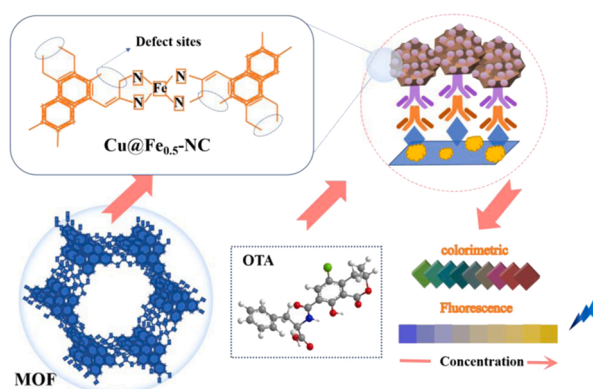 Defect sites
N N
Fe
N N
Cu@Fe0.5-NC
OTA
MOF
colorimetric
Fluorescence
Concentration